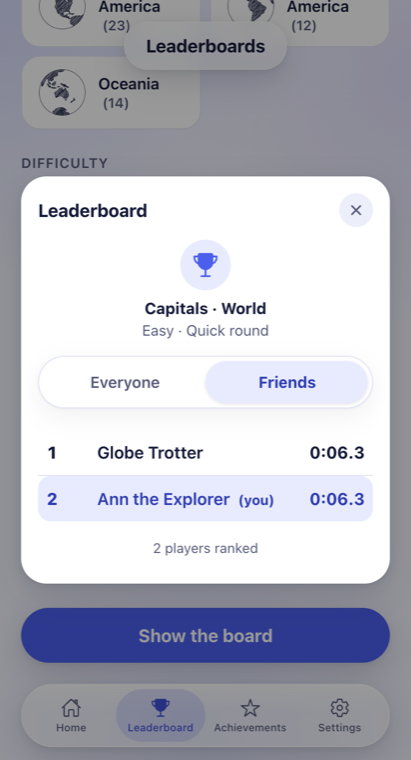 America
(23)
America
(12)
Leaderboards
Oceania
(14)
DIFFICULTY
Leaderboard
Capitals · World
Easy · Quick round
Everyone
Friends
1 Globe Trotter 0:06.3
2 Ann the Explorer (you) 0:06.3
2 players ranked
Show the board
Home
Leaderboard
Achievements
Settings